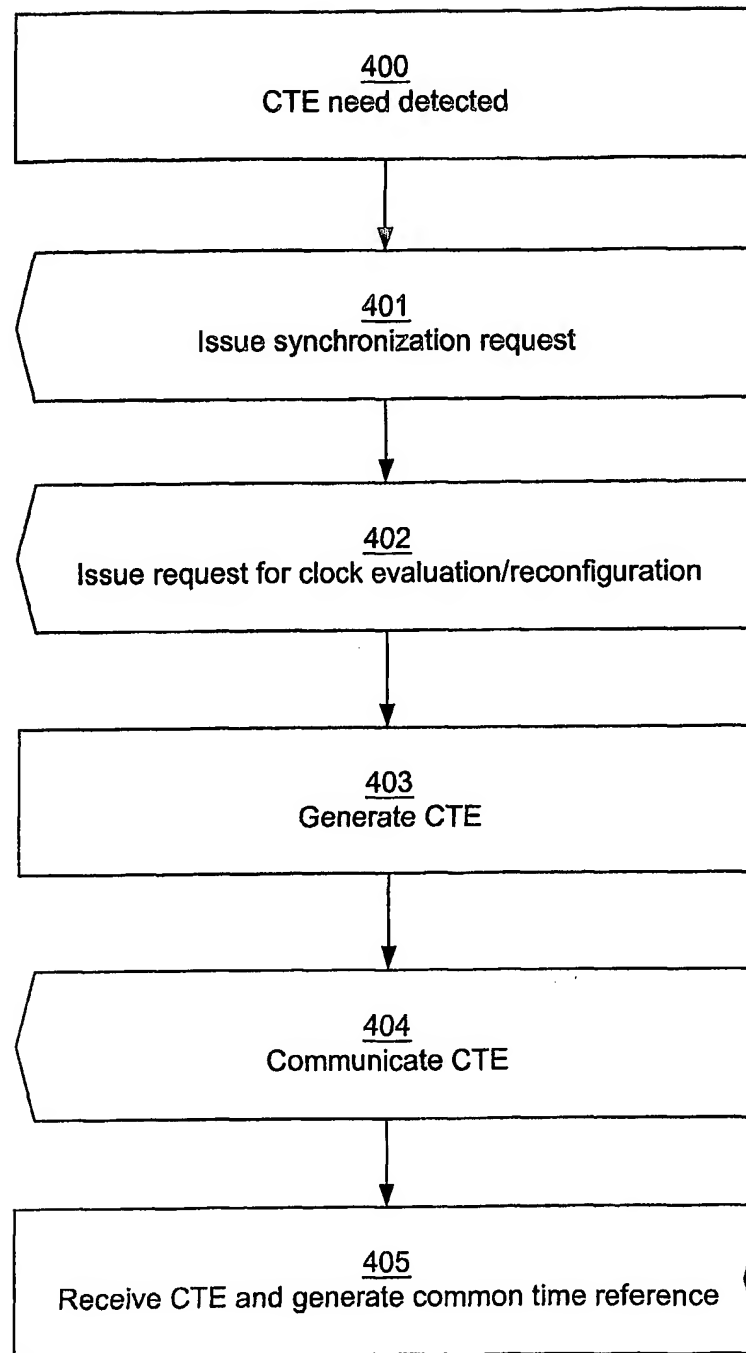 400
CTE need detected
401
Issue synchronization request
402
Issue request for clock evaluation/reconfiguration
403
Generate CTE
404
Communicate CTE
405
Receive CTE and generate common time reference